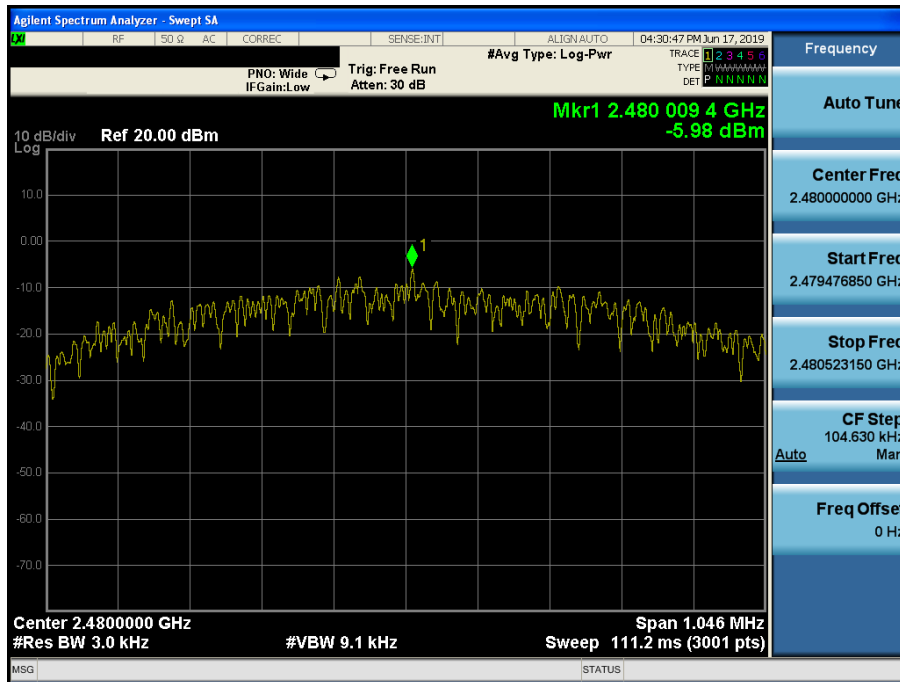 Agilent Spectrum Analyzer - Swept SA
LXI RF 50 Ω AC CORREC SENSE:INT ALIGN AUTO 04:30:47 PM Jun 17, 2019
#Avg Type: Log-Pwr
TRACE 1 2 3 4 5 6
TYPE MWWWWW
DET P N N N N N
PNO: Wide
IFGain:Low
Trig: Free Run
Atten: 30 dB
Mkr1 2.480 009 4 GHz
-5.98 dBm
10 dB/div
Log
Ref 20.00 dBm
10.0
0.00
-10.0
-20.0
-30.0
-40.0
-50.0
-60.0
-70.0
1
Center 2.4800000 GHz
Span 1.046 MHz
#Res BW 3.0 kHz
#VBW 9.1 kHz
Sweep 111.2 ms (3001 pts)
MSG
STATUS
Frequency
Auto Tune
Center Freq
2.480000000 GHz
Start Freq
2.479476850 GHz
Stop Freq
2.480523150 GHz
CF Step
104.630 kHz
Auto Man
Freq Offset
0 Hz